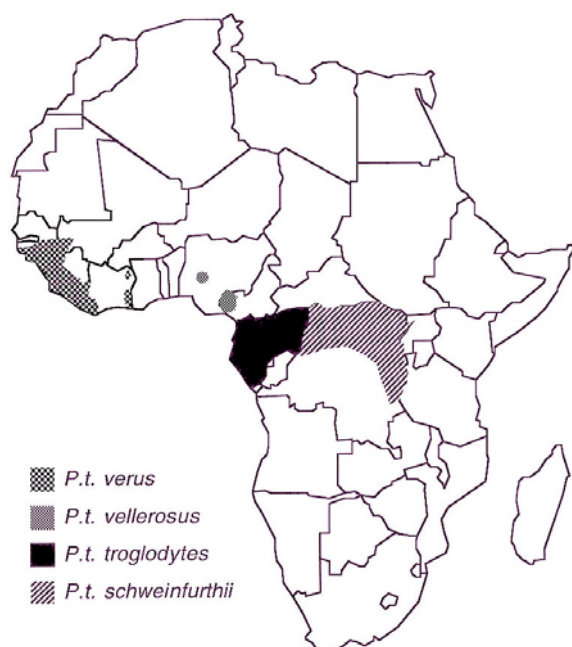 P.t. verus
P.t. vellerosus
P.t. troglodytes
P.t. schweinfurthii